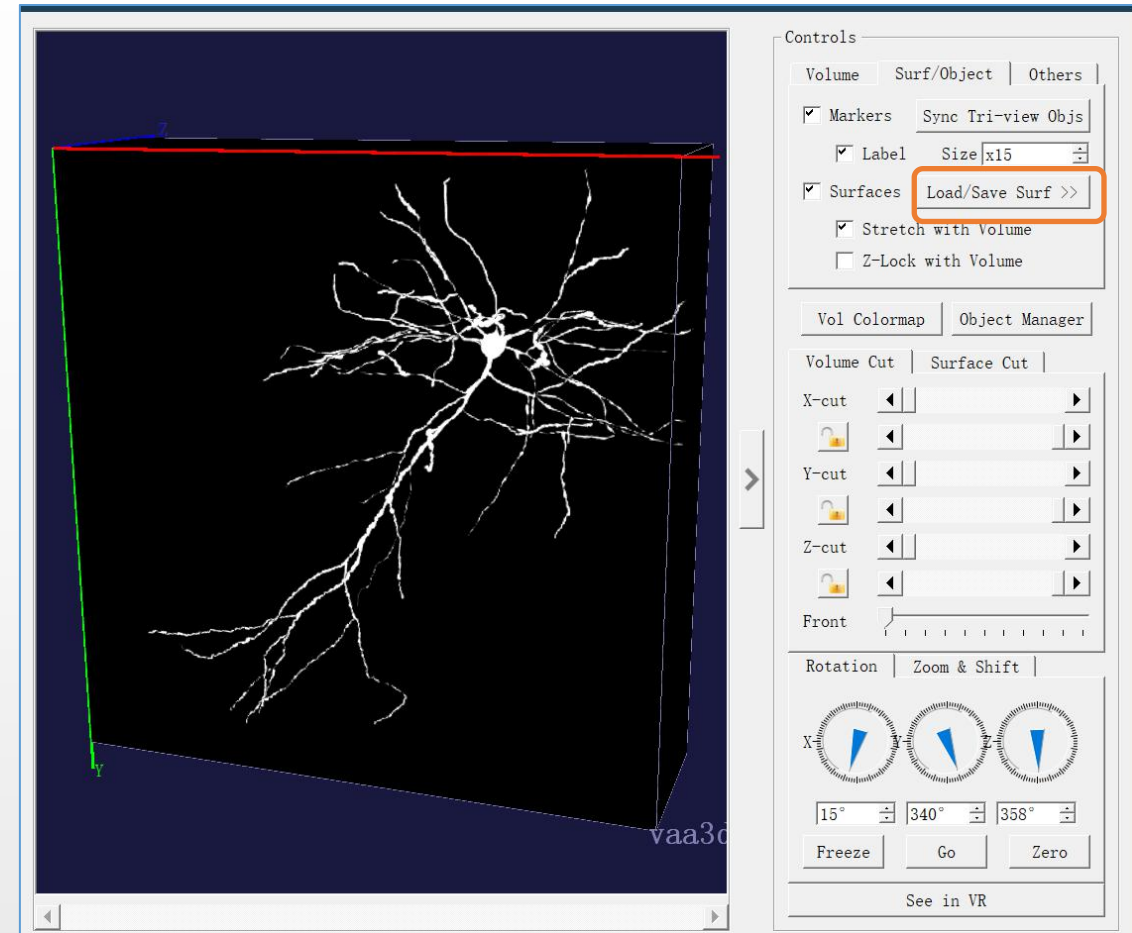 Z
Y
vaa3d
Controls
Volume Surf/Object Others
Markers Sync Tri-view Objs
Label Size x15
Surfaces Load/Save Surf >>
Stretch with Volume
Z-Lock with Volume
Vol Colormap Object Manager
Volume Cut Surface Cut
X-cut
Y-cut
Z-cut
Front
Rotation Zoom & Shift
X- Y- Z-
15° 340° 358°
Freeze Go Zero
See in VR